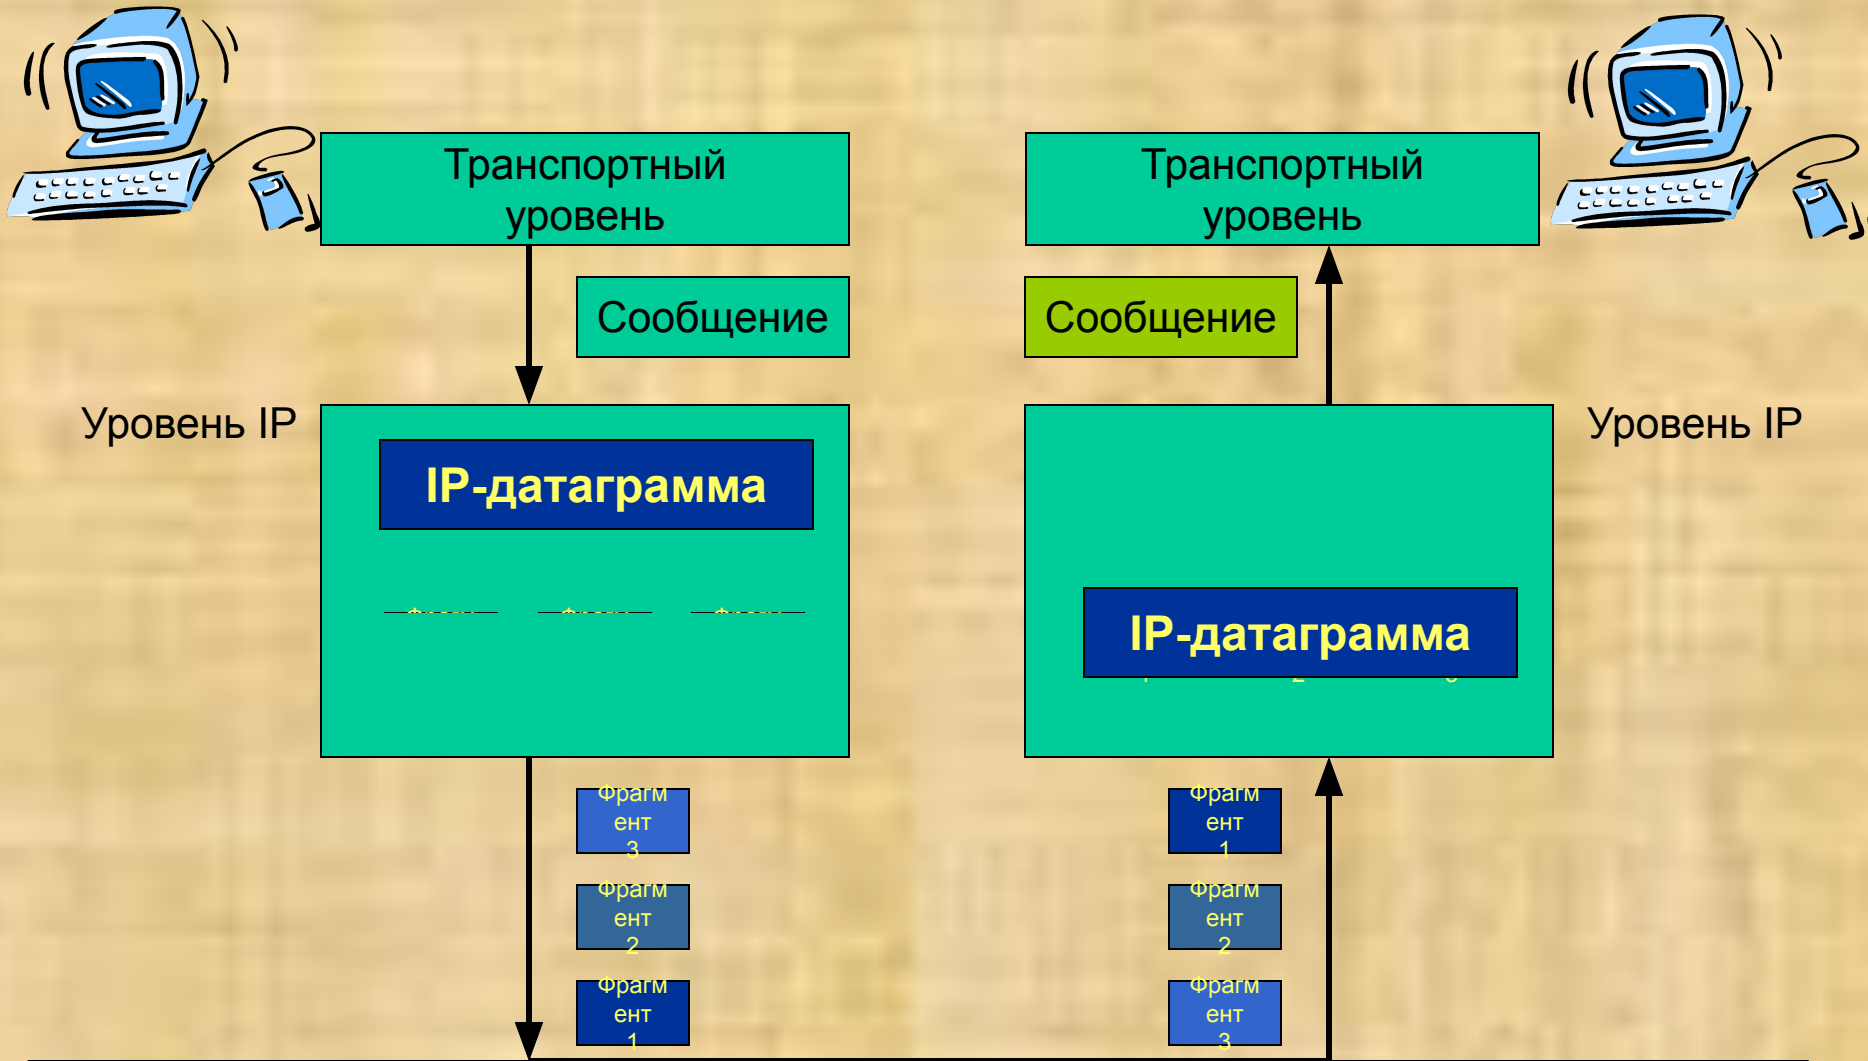 Транспортный
уровень
Транспортный
уровень
Сообщение
Сообщение
Уровень IP
Уровень IP
IP-датаграмма
IP-датаграмма
Фрагм
ент
3
Фрагм
ент
2
Фрагм
ент
1
Фрагм
ент
1
Фрагм
ент
2
Фрагм
ент
3